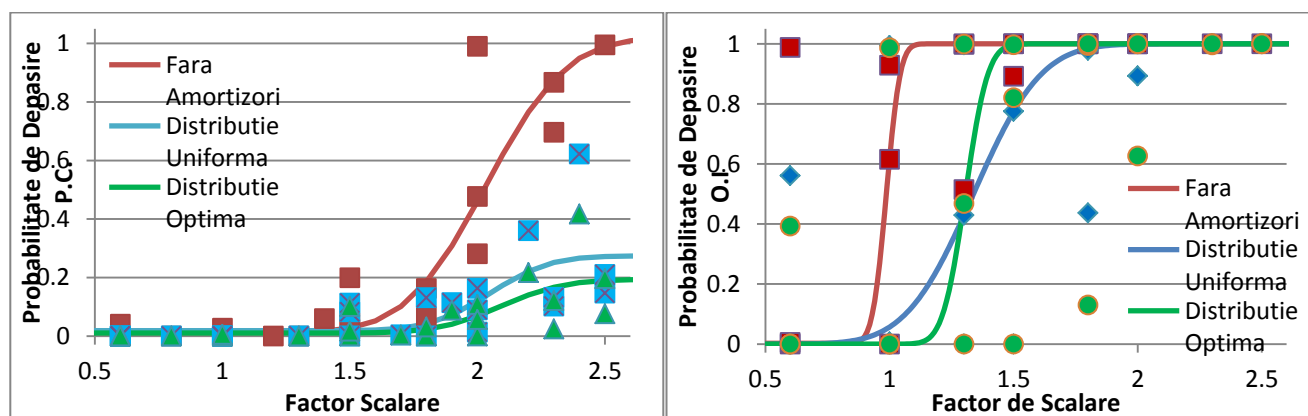 Probabilitate de Depasire
P.C.
1
0.8
0.6
0.4
0.2
0
0.5
1
1.5
2
2.5
Factor Scalare
Fara
Amortizori
Distributie
Uniforma
Distributie
Optima
Probabilitate de Depasire
1
0.8
0.6
0.4
0.2
0
0.5
1
1.5
2
2.5
Factor de Scalare
Fara
Amortizori
Distributie
Uniforma
Distributie
Optima